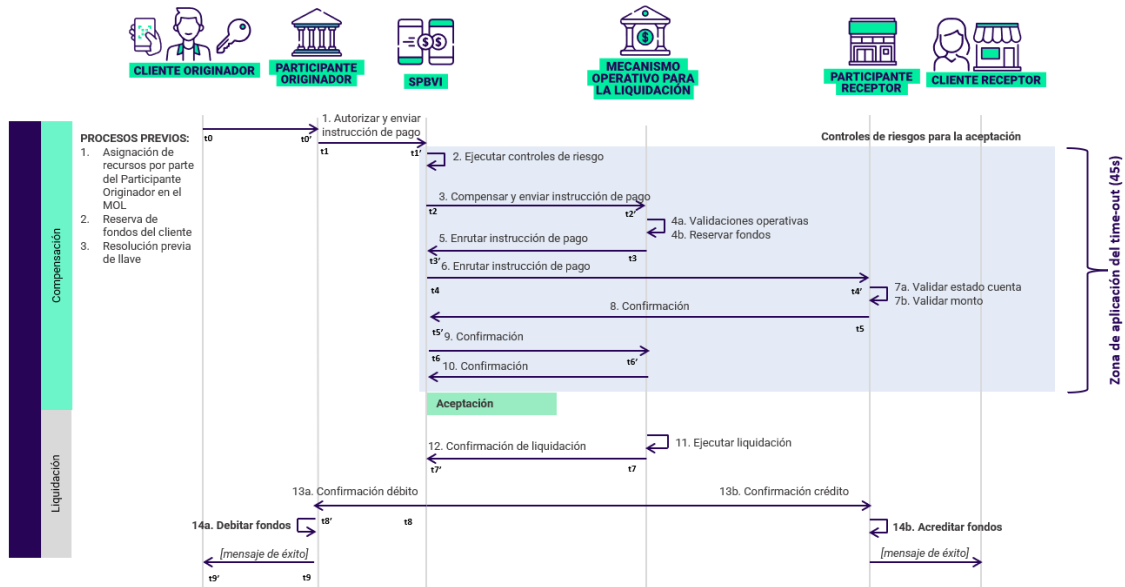 CLIENTE ORIGINADOR
PARTICIPANTE
ORIGINADOR
SPBVI
MECANISMO
OPERATIVO PARA
LA LIQUIDACIÓN
PARTICIPANTE
RECEPTOR
CLIENTE RECEPTOR
Compensación
Liquidación
PROCESOS PREVIOS:
1. Asignación de
recursos por parte
del Participante
Originador en el
MOL
2. Reserva de
fondos del cliente
3. Resolución previa
de llave
t0
t0'
1. Autorizar y enviar
instrucción de pago
t1
t1'
Controles de riesgos para la aceptación
2. Ejecutar controles de riesgo
3. Compensar y enviar instrucción de pago
t2
t2'
4a. Validaciones operativas
4b. Reservar fondos
5. Enrutar instrucción de pago
t3'
t3
6. Enrutar instrucción de pago
t4
t4'
7a. Validar estado cuenta
7b. Validar monto
8. Confirmación
t5'
t5
9. Confirmación
t6
t6'
10. Confirmación
Zona de aplicación del time-out (45s)
Aceptación
11. Ejecutar liquidación
12. Confirmación de liquidación
t7'
t7
13a. Confirmación débito
13b. Confirmación crédito
14a. Debitar fondos
t8'
t8
14b. Acreditar fondos
[mensaje de éxito]
[mensaje de éxito]
t9'
t9